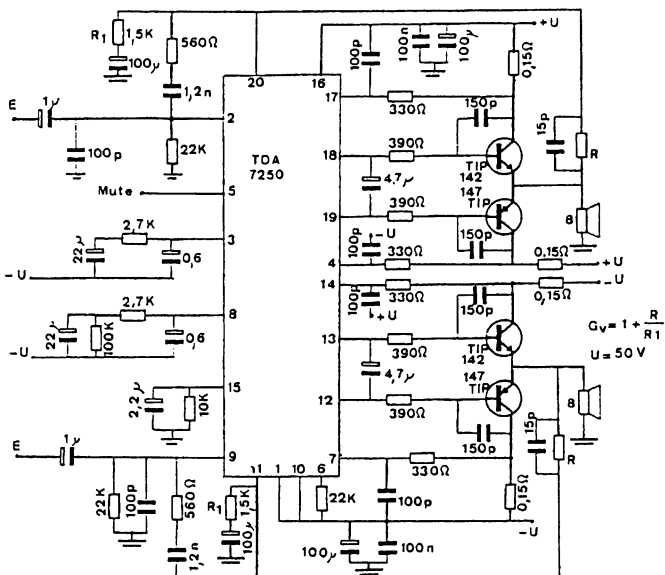 R1 1,5K 560Ω 100p 100n 100µ +U
100µ 0,15Ω
20 16
E 1µ 1,2n 17
2 330Ω 150p
TDA
7250
100p 22K 18 390Ω 15p R
TIP
142
Mute 5 4,7µ 147
TIP
19 390Ω 8
2,7K 3 -U 150p
22µ 0,6 100p 330Ω 0,15Ω
-U 4 +U
14 330Ω -U
2,7K 8 100p +U 150p 0,15Ω
22µ 100K 0,6 13 390Ω TIP
142
Gv = 1 + R
R1
-U U = 50 V
15 4,7µ 147
TIP
2,2µ 10K 12 390Ω 8
E 1µ 9 7 150p 15p R
330Ω
11 1 10 6
22K 100p 560Ω R1 1,5K 22K 100p 0,15Ω
100µ -U
1,2n 100µ 100n